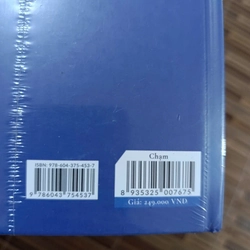 ISBN: 978-604-375-453-7
9 786043 754537
Chạm
8 935325 007675
Giá: 249.000 VNĐ